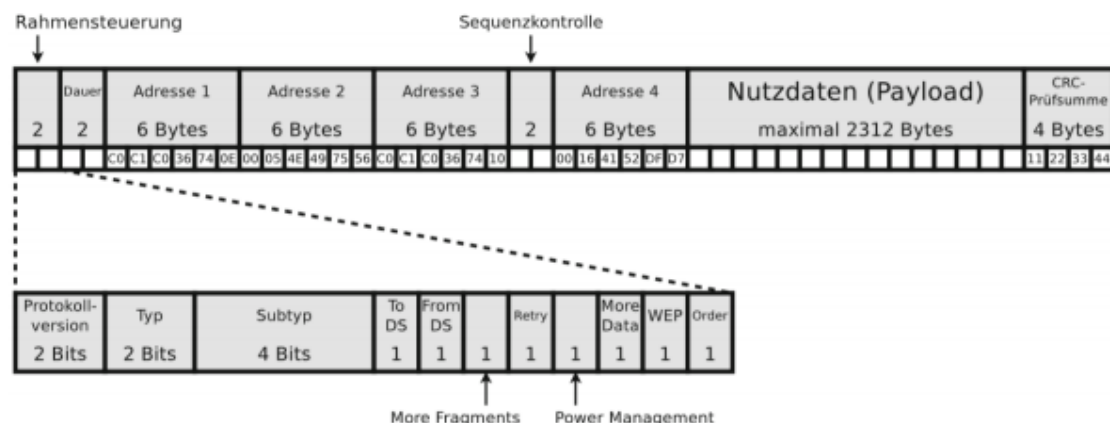 Rahmensteuerung
Sequenzkontrolle
Dauer
Adresse 1
Adresse 2
Adresse 3
Adresse 4
Nutzdaten (Payload)
CRC-
Prüfsumme
2
2
6 Bytes
6 Bytes
6 Bytes
2
6 Bytes
maximal 2312 Bytes
4 Bytes
C0 C1 C0 36 74 0E 00 05 4E 49 75 56 C0 C1 C0 36 74 10 00 16 41 52 DF D7 11 22 33 44
Protokoll-
version
Typ
Subtyp
To
DS
From
DS
Retry
More
Data
WEP
Order
2 Bits
2 Bits
4 Bits
1
1
1
1
1
1
1
1
More Fragments
Power Management